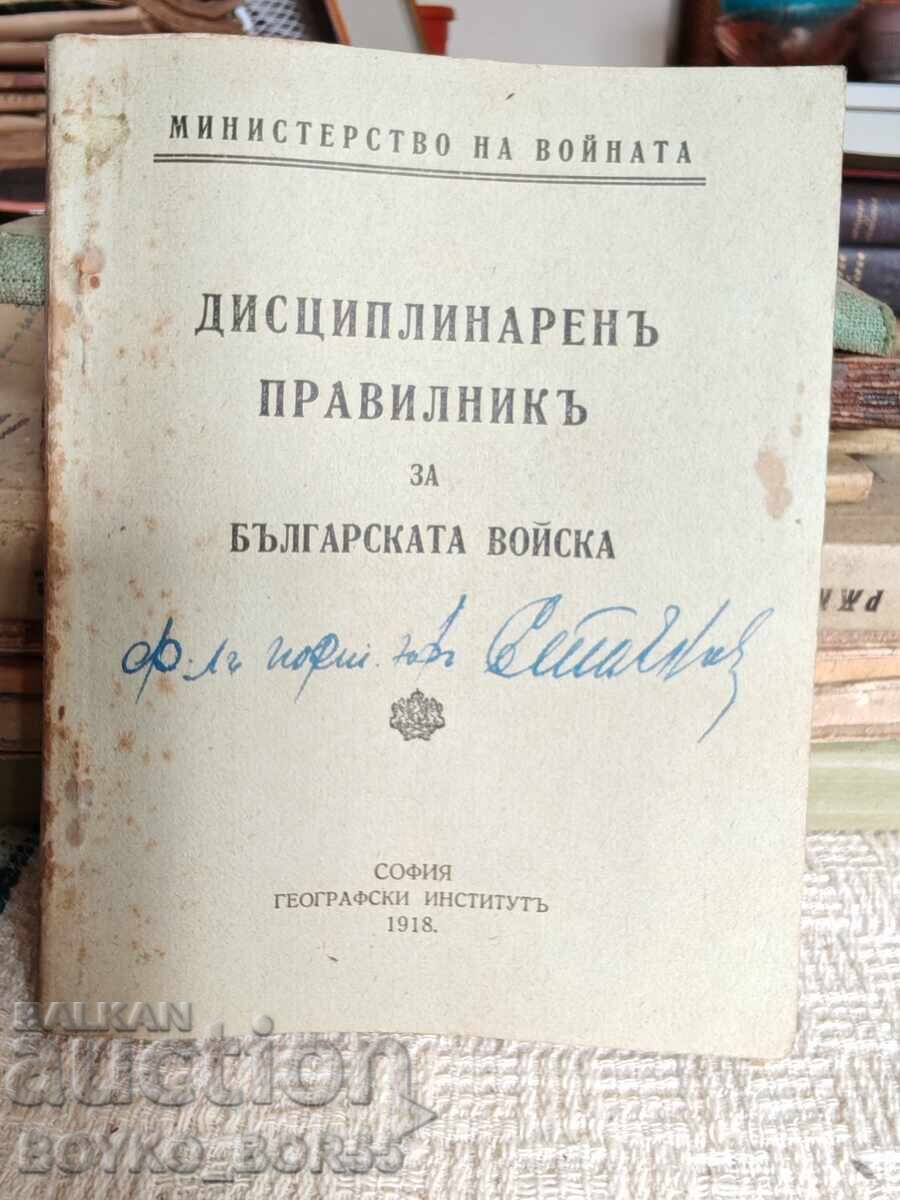 МИНИСТЕРСТВО НА ВОЙНАТА
ДИСЦИПЛИНАРЕНЪ
ПРАВИЛНИКЪ
ЗА
БЪЛГАРСКАТА ВОЙСКА
СОФИЯ
ГЕОГРАФСКИ ИНСТИТУТЪ
1918.
BALKAN
auction
BOYKO_BOR55